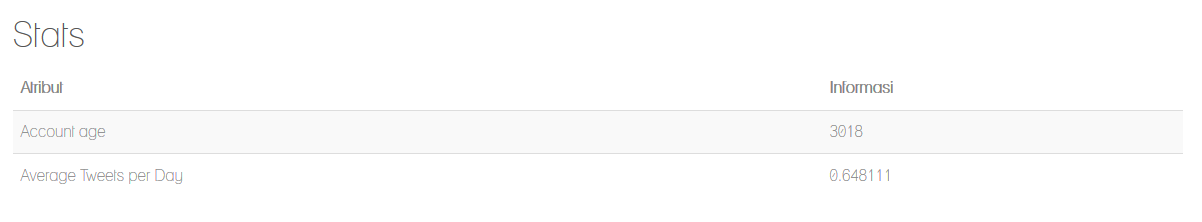 Stats
Atribut Informasi
Account age 3018
Average Tweets per Day 0.648111